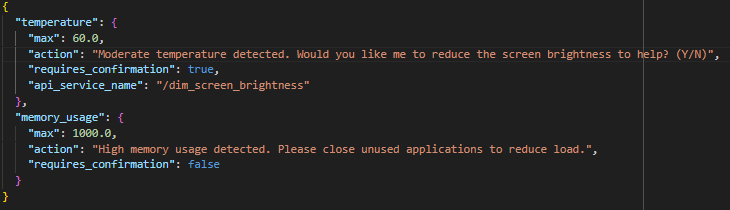 {
  "temperature": {
    "max": 60.0,
    "action": "Moderate temperature detected. Would you like me to reduce the screen brightness to help? (Y/N)",
    "requires_confirmation": true,
    "api_service_name": "/dim_screen_brightness"
  },
  "memory_usage": {
    "max": 1000.0,
    "action": "High memory usage detected. Please close unused applications to reduce load.",
    "requires_confirmation": false
  }
}